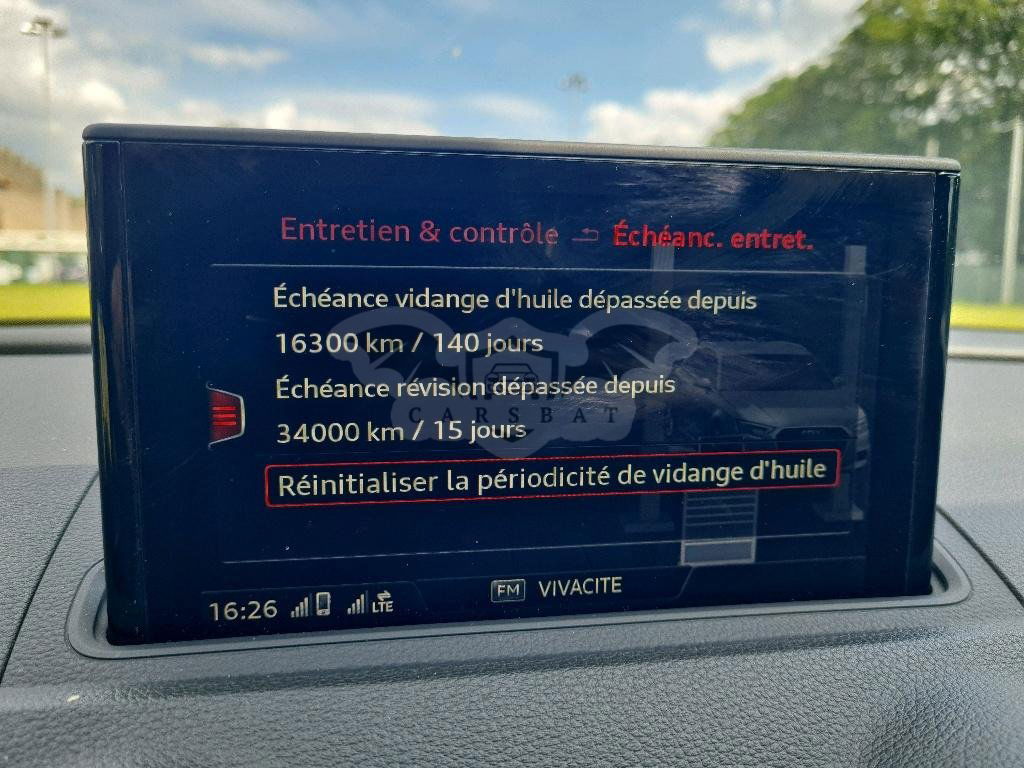 Entretien & contrôle Échéanc. entret.
Échéance vidange d'huile dépassée depuis
16300 km / 140 jours
Échéance révision dépassée depuis
CARSBAT
34000 km / 15 jours
Réinitialiser la périodicité de vidange d'huile
16:26 LTE FM VIVACITE